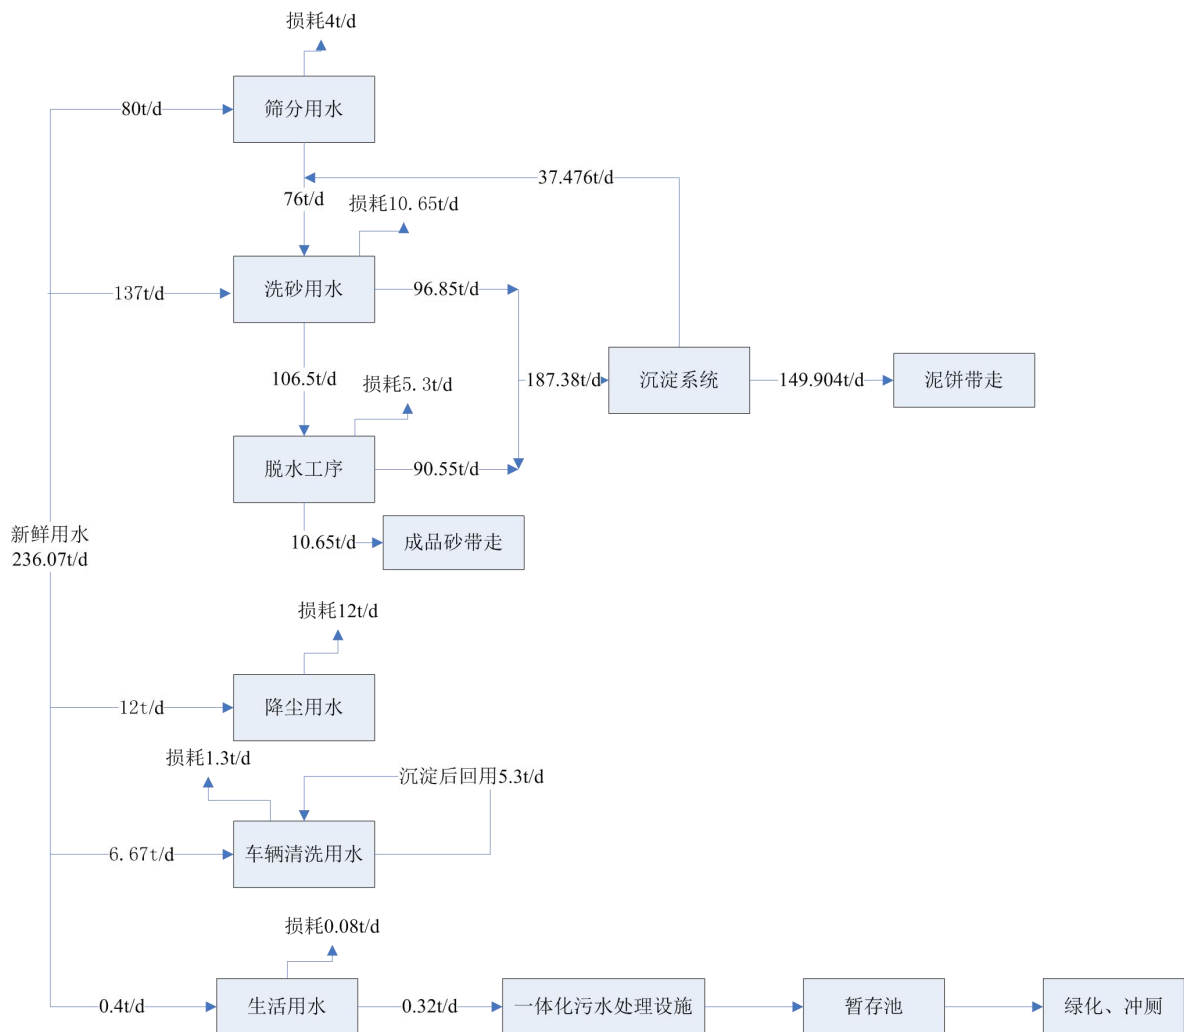 损耗4t/d
80t/d
筛分用水
37.476t/d
76t/d
损耗10.65t/d
137t/d
洗砂用水
96.85t/d
106.5t/d
损耗5.3t/d
187.38t/d
沉淀系统
149.904t/d
泥饼带走
脱水工序
90.55t/d
新鲜用水
236.07t/d
10.65t/d
成品砂带走
损耗12t/d
12t/d
降尘用水
损耗1.3t/d
沉淀后回用5.3t/d
6.67t/d
车辆清洗用水
损耗0.08t/d
0.4t/d
生活用水
0.32t/d
一体化污水处理设施
暂存池
绿化、冲厕